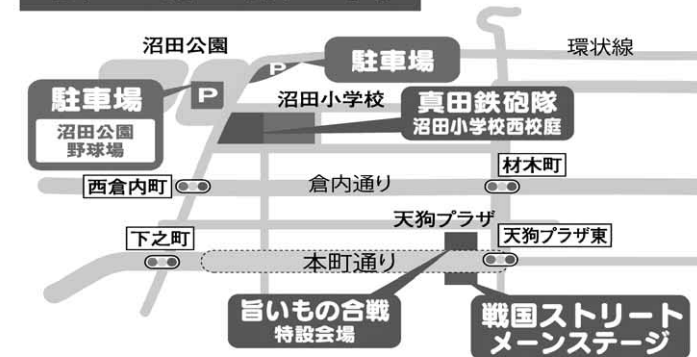 沼田公園
環状線
P
駐車場
駐車場
沼田公園
野球場
P
沼田小学校
真田鉄砲隊
沼田小学校西校庭
西倉内町
倉内通り
材木町
天狗プラザ
下之町
天狗プラザ東
本町通り
旨いもの合戦
特設会場
戦国ストリート
メーンステージ